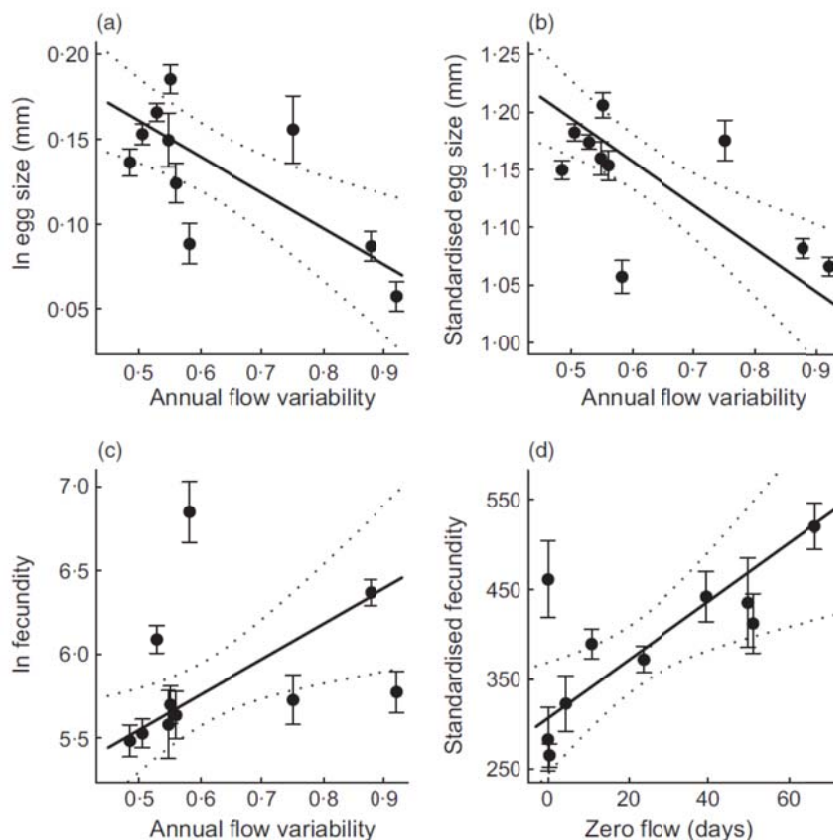 (a)
ln egg size (mm)
0·20
0·15
0·10
0·05
0·5 0·6 0·7 0·8 0·9
Annual flow variability
(b)
Standardised egg size (mm)
1·25
1·20
1·15
1·10
1·05
1·00
0·5 0·6 0·7 0·8 0·9
Annual flow variability
(c)
ln fecundity
7·0
6·5
6·0
5·5
0·5 0·6 0·7 0·8 0·9
Annual flow variability
(d)
Standardised fecundity
550
450
350
250
0 20 40 60
Zero flow (days)